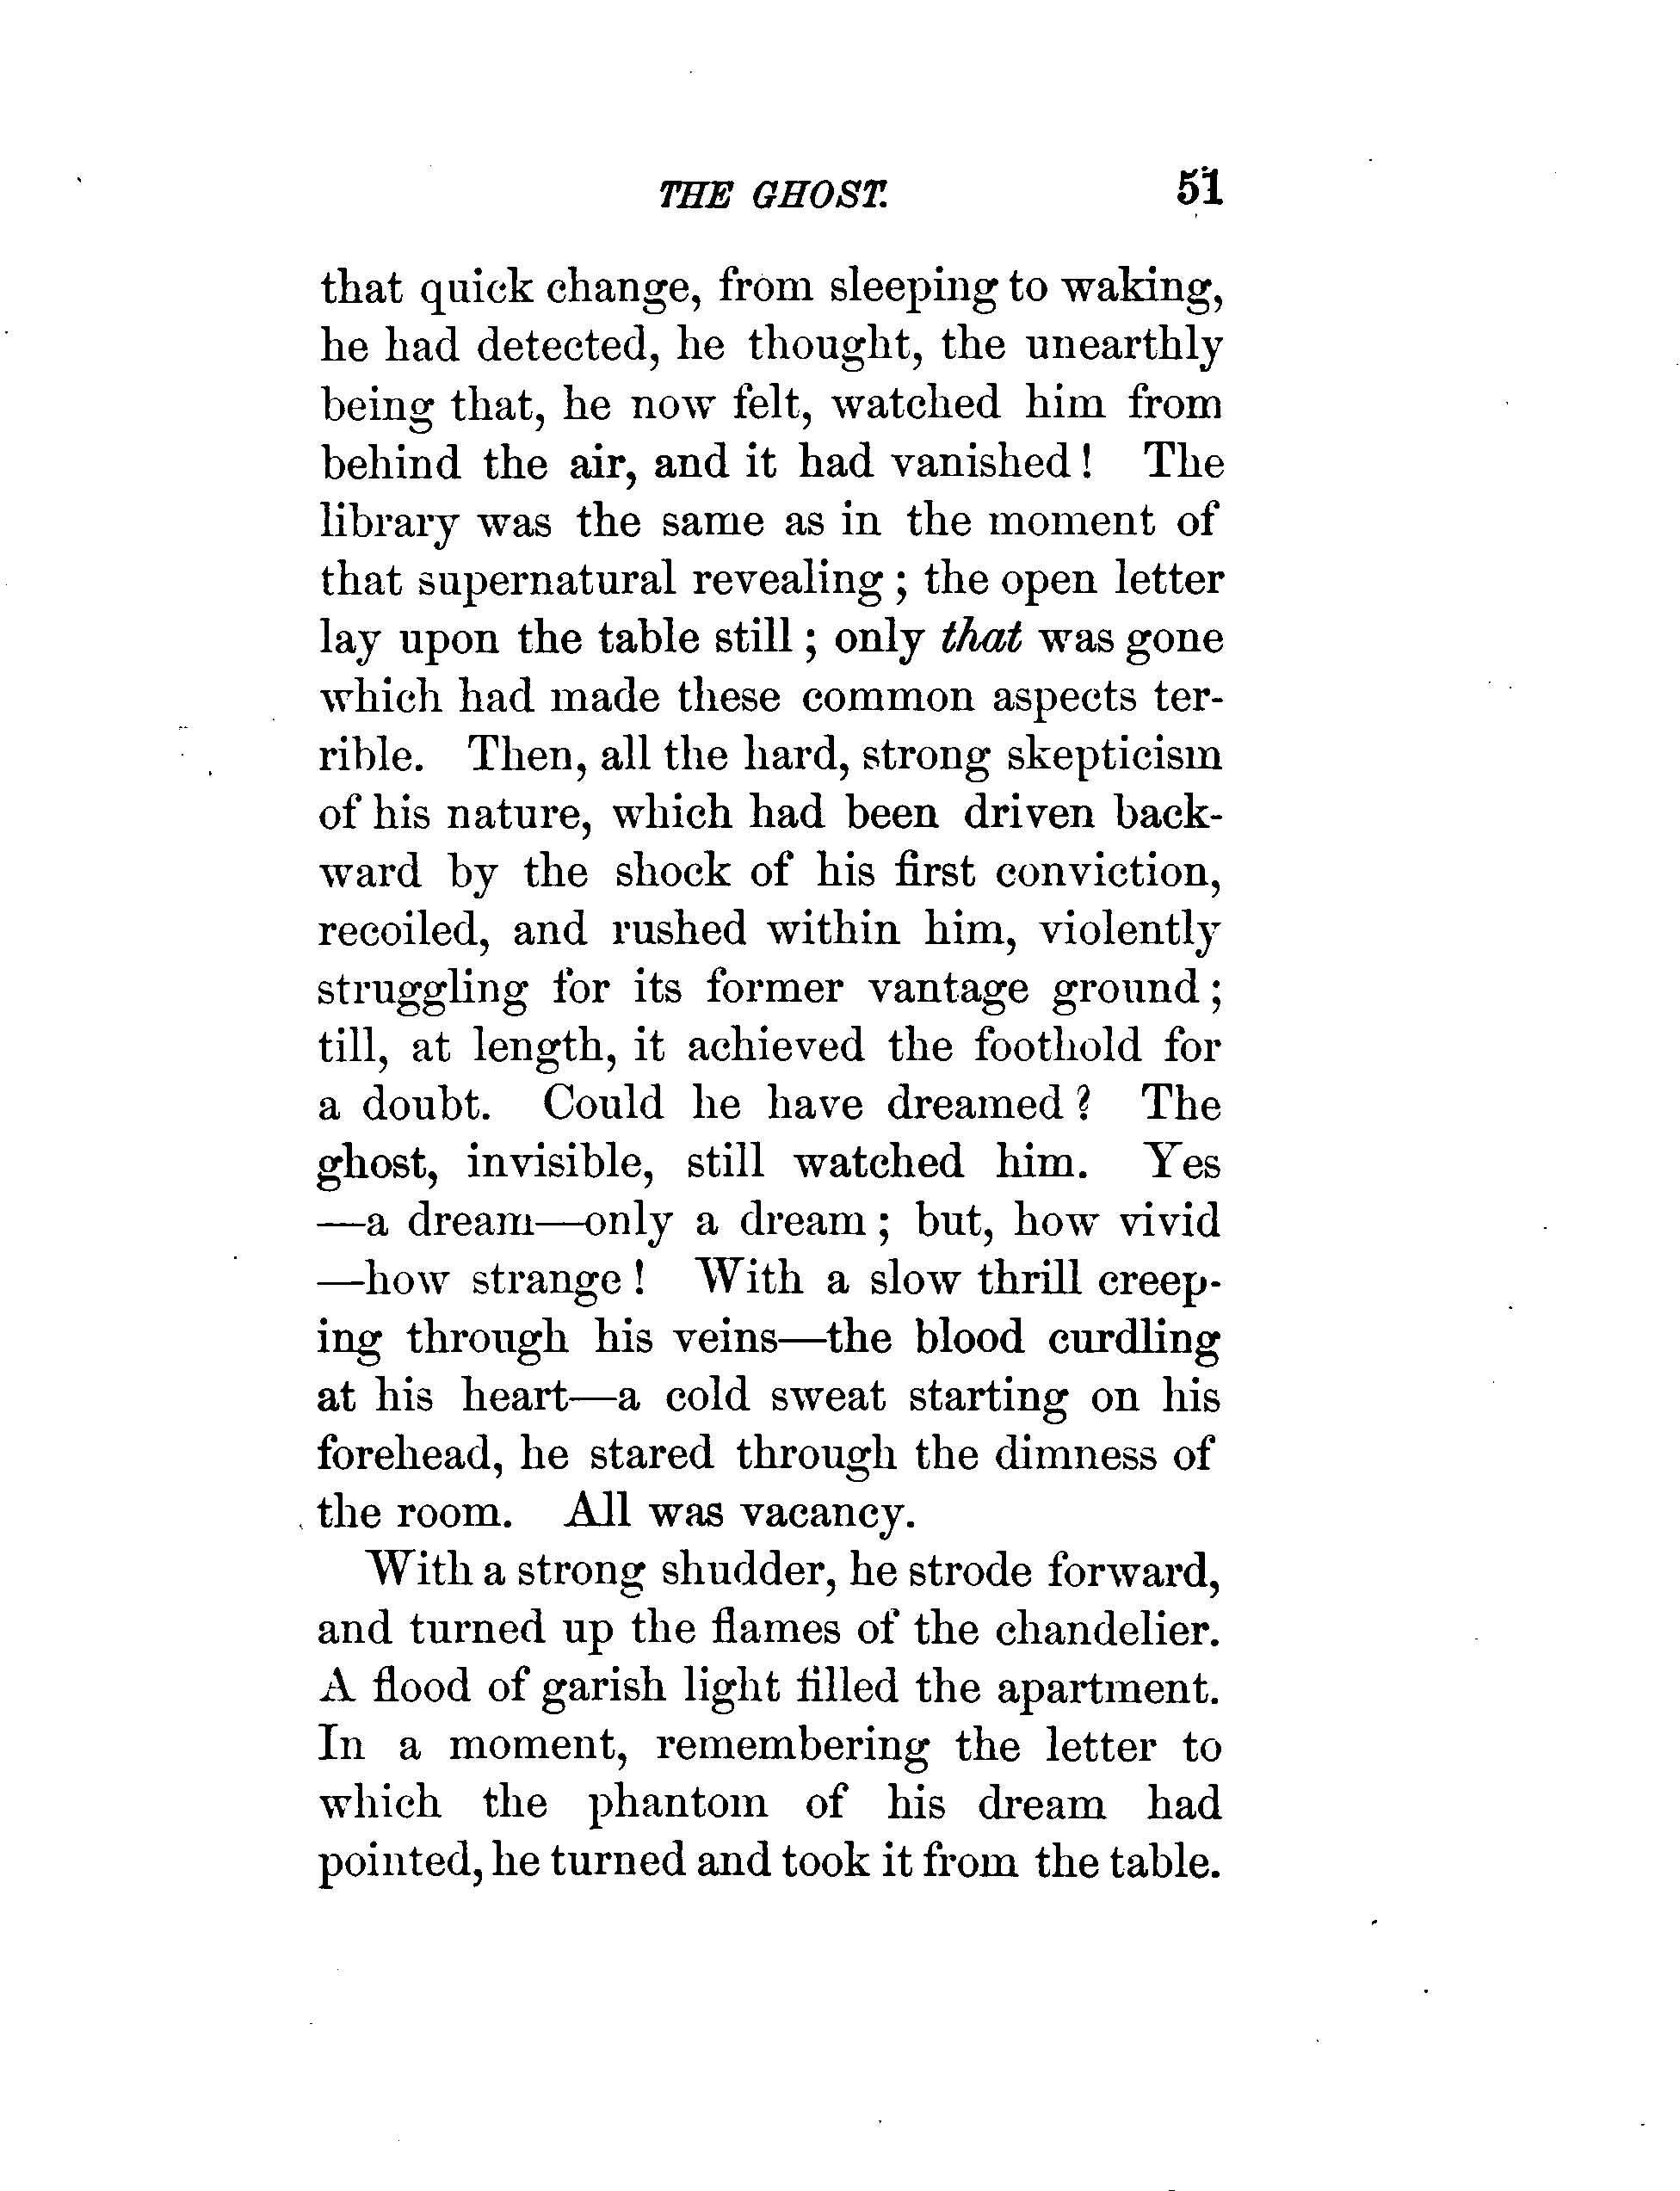 THE GHOST. 51
that quick change, from sleeping to waking,
he had detected, he thought, the unearthly
being that, he now felt, watched him from
behind the air, and it had vanished! The
library was the same as in the moment of
that supernatural revealing; the open letter
lay upon the table still; only that was gone
which had made these common aspects ter-
rible. Then, all the hard, strong skepticism
of his nature, which had been driven back-
ward by the shock of his first conviction,
recoiled, and rushed within him, violently
struggling for its former vantage ground;
till, at length, it achieved the foothold for
a doubt. Could he have dreamed? The
ghost, invisible, still watched him. Yes
—a dream—only a dream; but, how vivid
—how strange! With a slow thrill creep-
ing through his veins—the blood curdling
at his heart—a cold sweat starting on his
forehead, he stared through the dimness of
the room. All was vacancy.
With a strong shudder, he strode forward,
and turned up the flames of the chandelier.
A flood of garish light filled the apartment.
In a moment, remembering the letter to
which the phantom of his dream had
pointed, he turned and took it from the table.